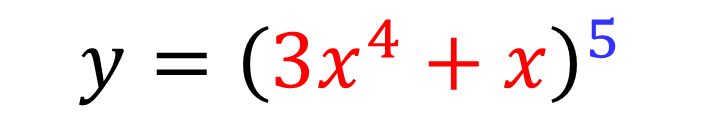 y = (3x⁴ + x)⁵